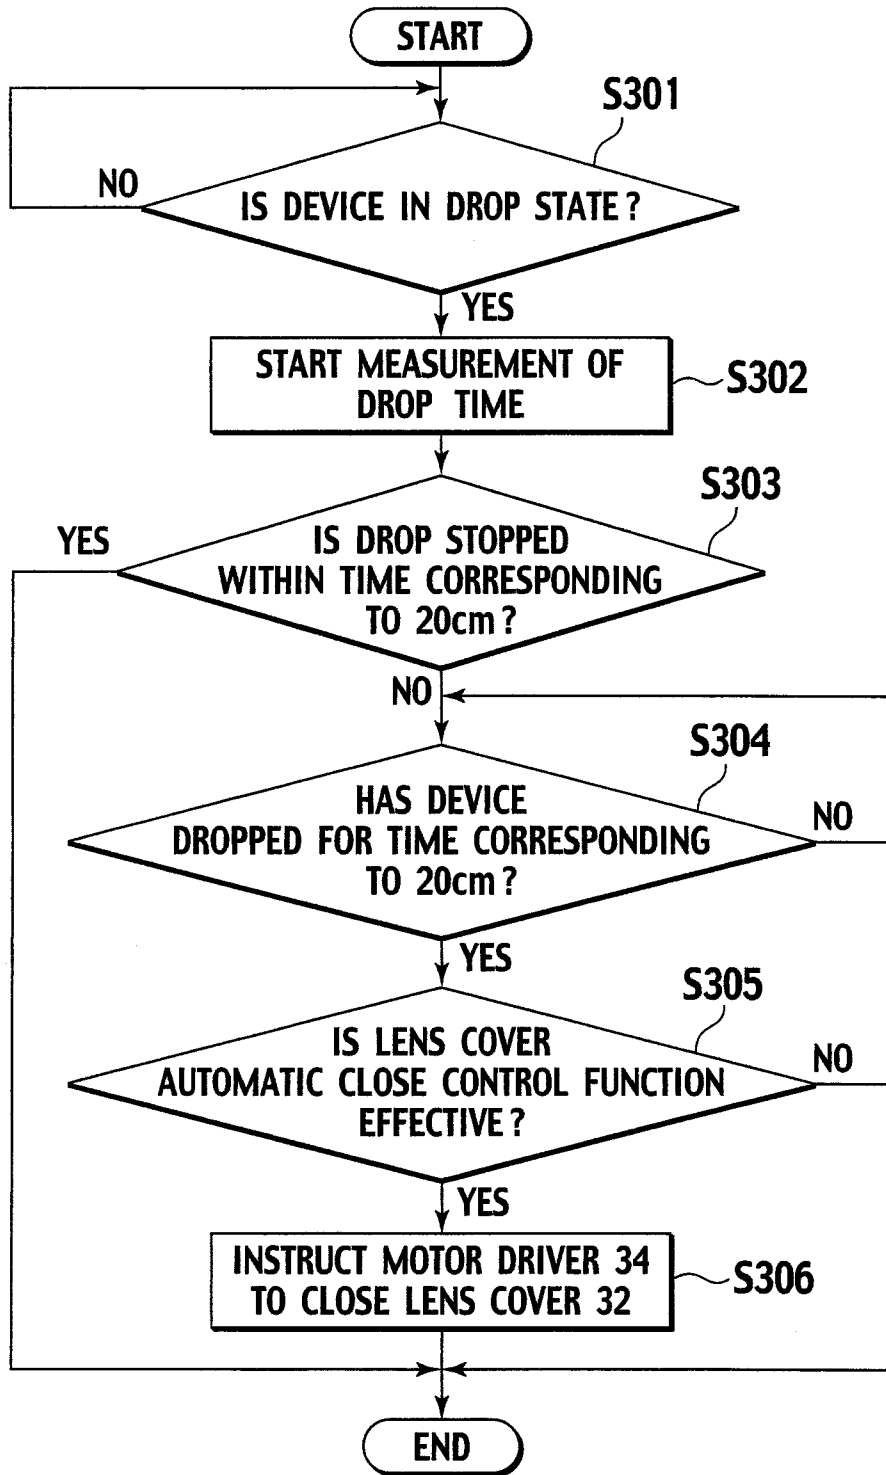 START
S301
NO
IS DEVICE IN DROP STATE?
YES
START MEASUREMENT OF
DROP TIME
S302
S303
YES
IS DROP STOPPED
WITHIN TIME CORRESPONDING
TO 20cm?
NO
S304
HAS DEVICE
DROPPED FOR TIME CORRESPONDING
TO 20cm?
NO
YES
S305
IS LENS COVER
AUTOMATIC CLOSE CONTROL FUNCTION
EFFECTIVE?
NO
YES
INSTRUCT MOTOR DRIVER 34
TO CLOSE LENS COVER 32
S306
END